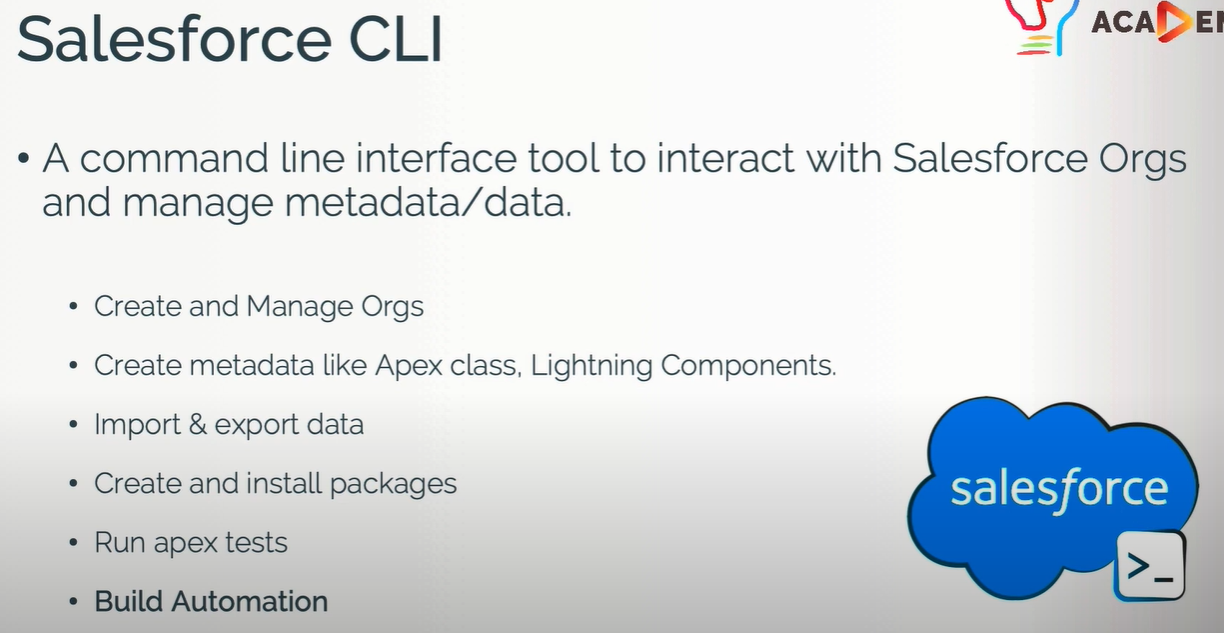 Salesforce CLI
• A command line interface tool to interact with Salesforce Orgs
and manage metadata/data.
• Create and Manage Orgs
• Create metadata like Apex class, Lightning Components.
• Import & export data
• Create and install packages
• Run apex tests
• Build Automation
salesforce
>_